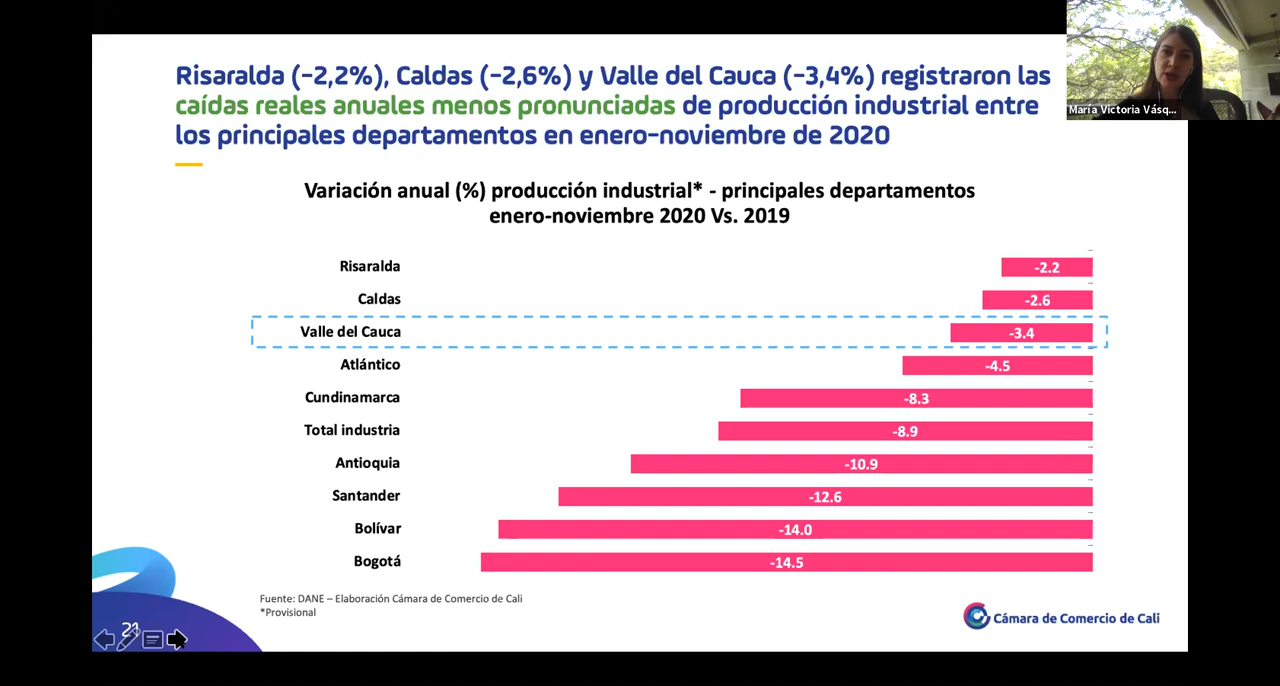 Risaralda (-2,2%), Caldas (-2,6%) y Valle del Cauca (-3,4%) registraron las
caídas reales anuales menos pronunciadas de producción industrial entre
los principales departamentos en enero-noviembre de 2020
María Victoria Vásq...
Variación anual (%) producción industrial* - principales departamentos
enero-noviembre 2020 Vs. 2019
Risaralda -2.2
Caldas -2.6
Valle del Cauca -3.4
Atlántico -4.5
Cundinamarca -8.3
Total industria -8.9
Antioquia -10.9
Santander -12.6
Bolívar -14.0
Bogotá -14.5
Fuente: DANE – Elaboración Cámara de Comercio de Cali
*Provisional
21
Cámara de Comercio de Cali